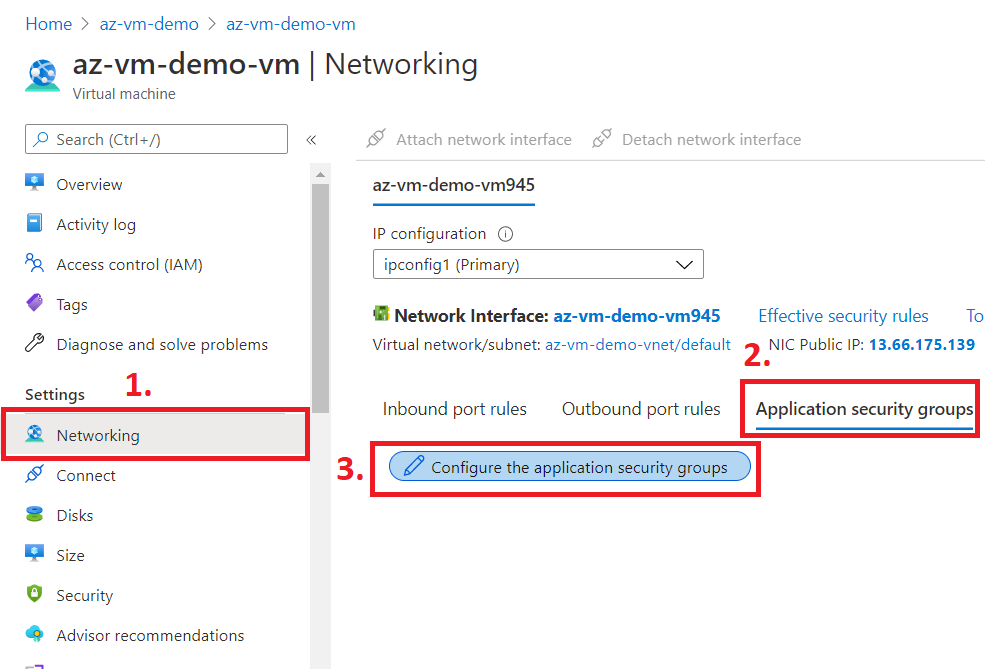 Home > az-vm-demo > az-vm-demo-vm
az-vm-demo-vm | Networking
Virtual machine
Search (Ctrl+/)
«
Overview
Activity log
Access control (IAM)
Tags
Diagnose and solve problems
Settings
1.
Networking
Connect
Disks
Size
Security
Advisor recommendations
Attach network interface
Detach network interface
az-vm-demo-vm945
IP configuration
ipconfig1 (Primary)
Network Interface: az-vm-demo-vm945
Effective security rules
To
Virtual network/subnet: az-vm-demo-vnet/default
NIC Public IP: 13.66.175.139
2.
Inbound port rules
Outbound port rules
Application security groups
3.
Configure the application security groups